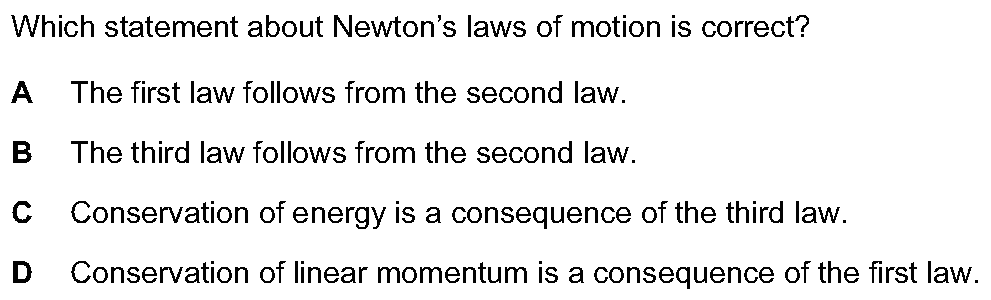 Which statement about Newton’s laws of motion is correct?
A The first law follows from the second law.
B The third law follows from the second law.
C Conservation of energy is a consequence of the third law.
D Conservation of linear momentum is a consequence of the first law.